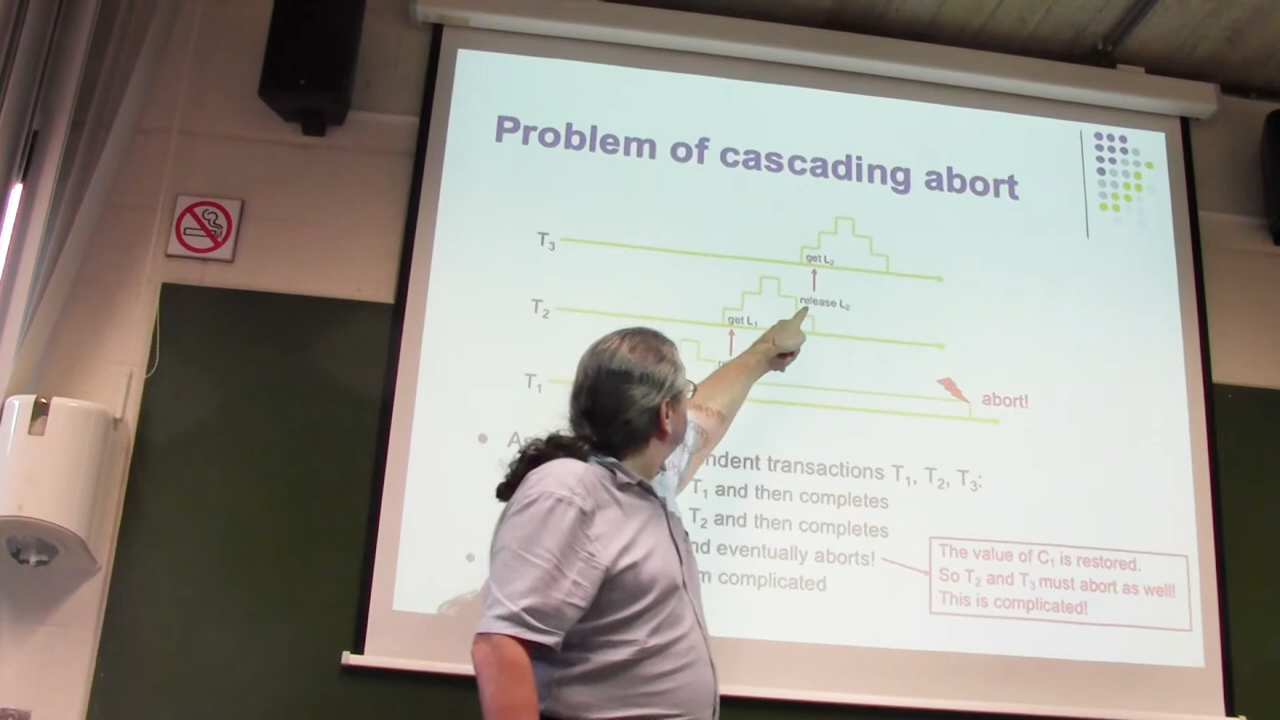 Problem of cascading abort
T₃
get L₂
T₂
release L₂
get L₁
T₁
abort!
ndent transactions T₁, T₂, T₃:
T₁ and then completes
T₂ and then completes
nd eventually aborts!
m complicated
The value of C₁ is restored.
So T₂ and T₃ must abort as well!
This is complicated!